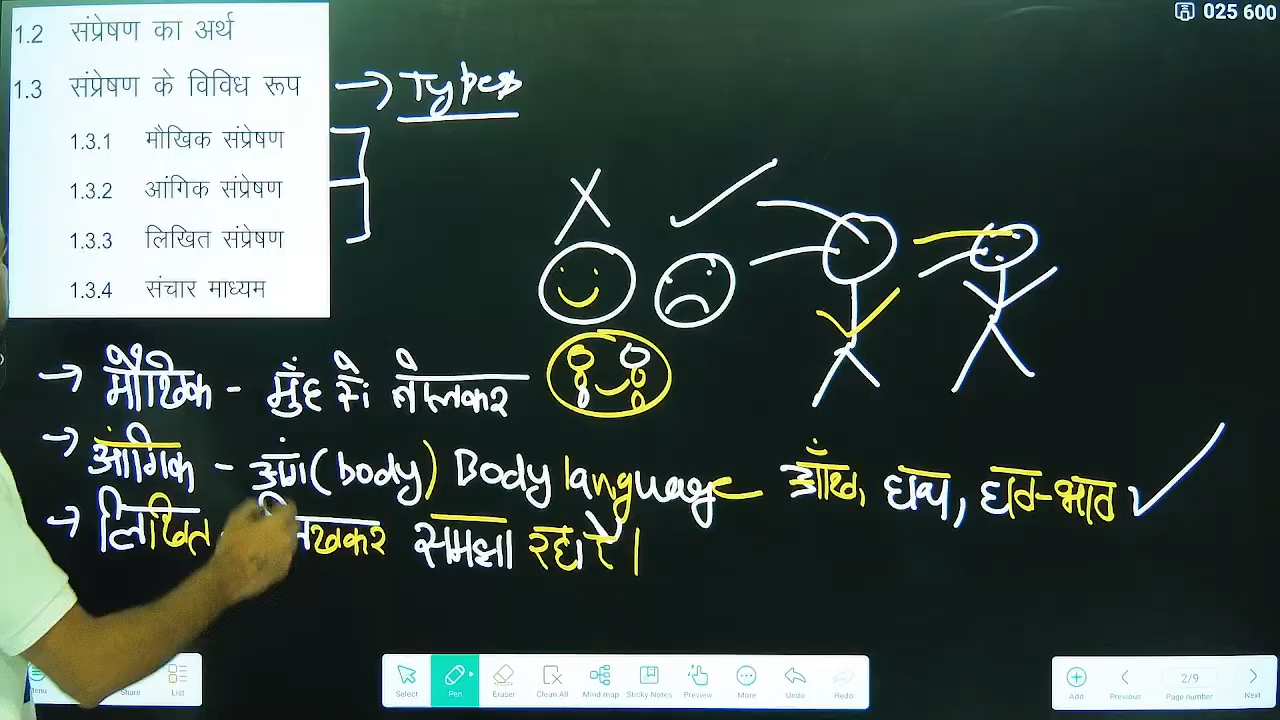 025 600
1.2 संप्रेषण का अर्थ
1.3 संप्रेषण के विविध रूप → Types
1.3.1 मौखिक संप्रेषण
1.3.2 आंगिक संप्रेषण
1.3.3 लिखित संप्रेषण
1.3.4 संचार माध्यम
→ मौखिक - मुँह से बोलकर
→ आंगिक - अंग (body) Body language आँख, हाथ, हाव-भाव
→ लिखित लिखकर समझा रहा है।
Menu Share List Select Pen Eraser Clean All Mind map Sticky Notes Preview More Undo Redo Add Previous 2/9 Page number Next